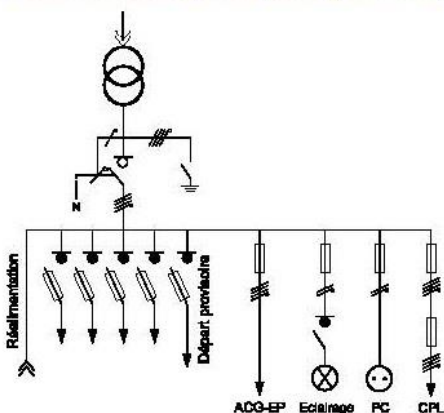 N
Réalimentation
Départ provisoire
ACG-EP
Eclairage
PC
CPL